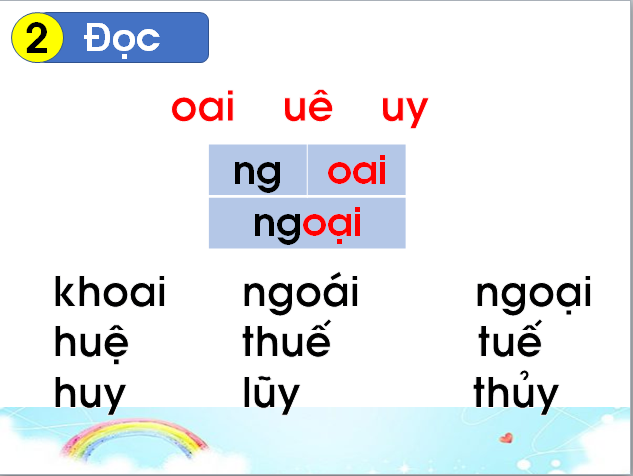 2 Đọc
oai uê uy
ng oai
ngoại
khoai ngoái ngoại
huệ thuế tuế
huy lũy thủy